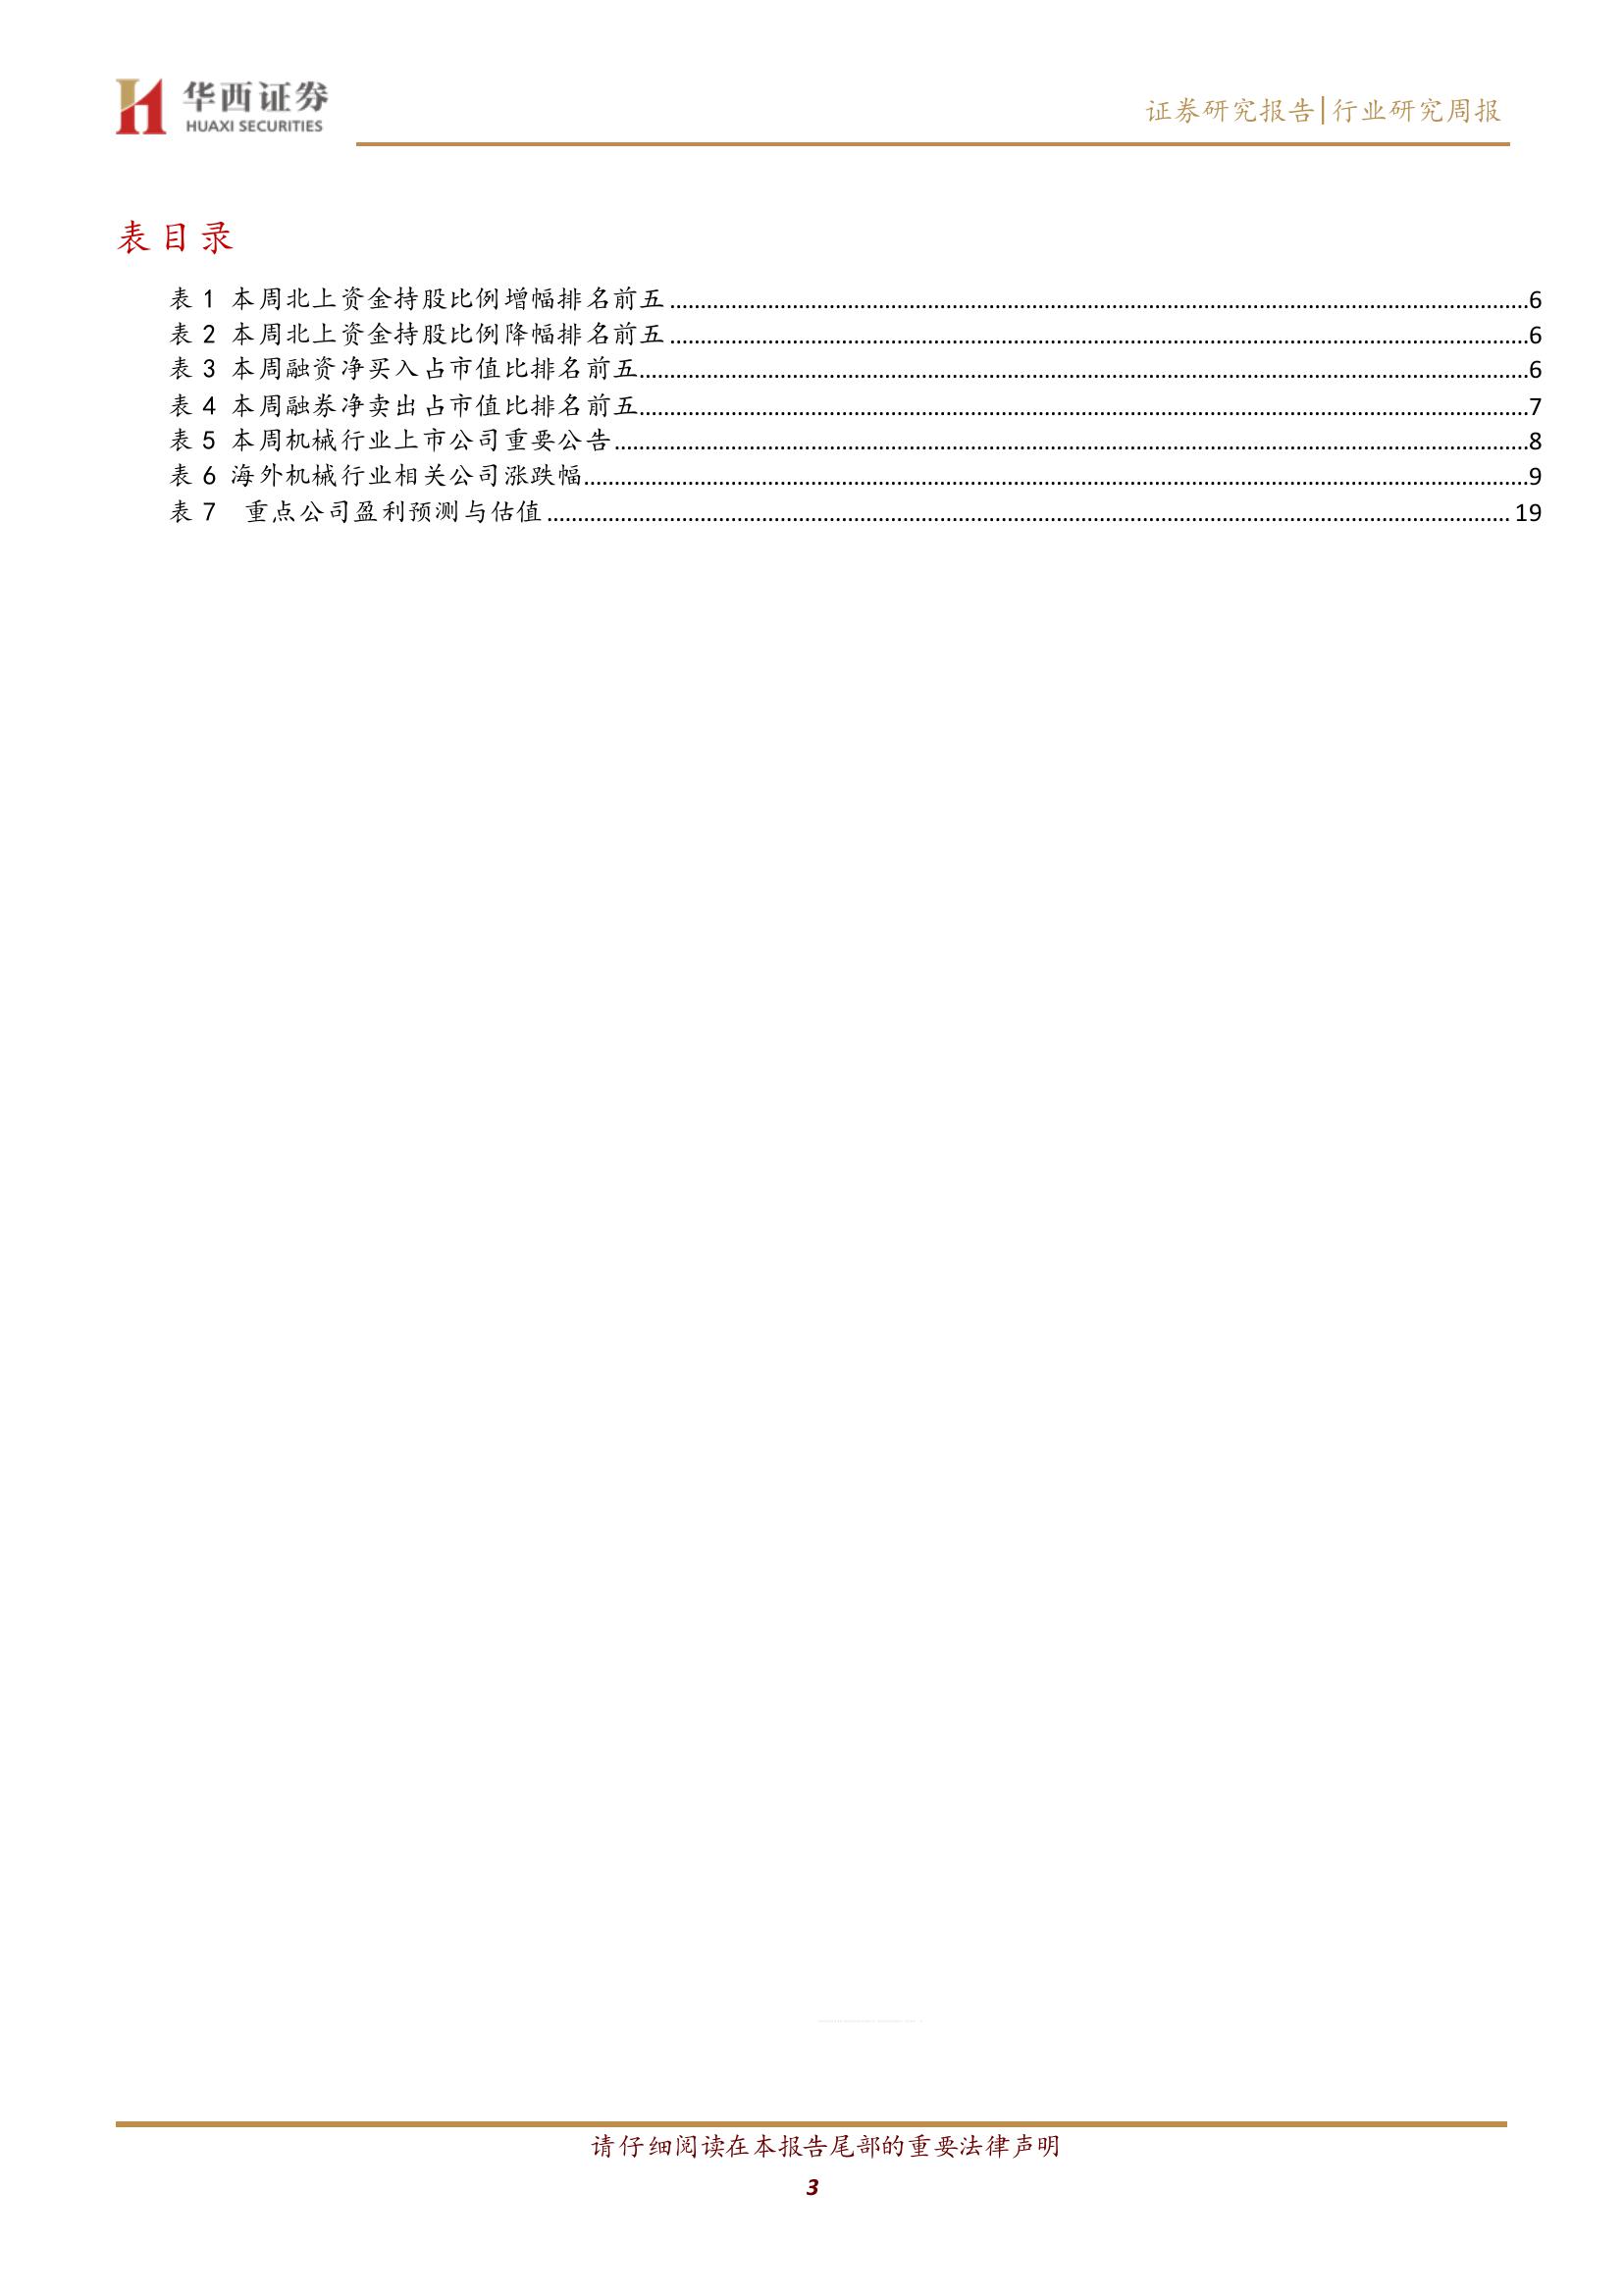 华西证券
HUAXI SECURITIES
证券研究报告|行业研究周报
表目录
表 1 本周北上资金持股比例增幅排名前五........6
表 2 本周北上资金持股比例降幅排名前五........6
表 3 本周融资净买入占市值比排名前五........6
表 4 本周融券净卖出占市值比排名前五........7
表 5 本周机械行业上市公司重要公告........8
表 6 海外机械行业相关公司涨跌幅........9
表 7 重点公司盈利预测与估值........19
请仔细阅读在本报告尾部的重要法律声明
3